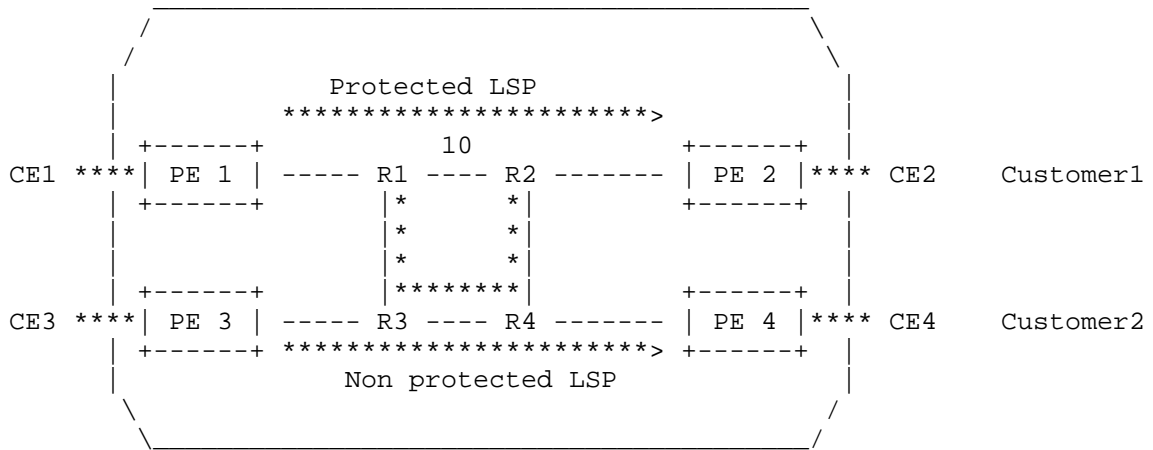 Protected LSP
***********************>
10
CE1 ****| PE 1 | ----- R1 ---- R2 ------- | PE 2 |**** CE2 Customer1
CE3 ****| PE 3 | ----- R3 ---- R4 ------- | PE 4 |**** CE4 Customer2
***********************>
Non protected LSP